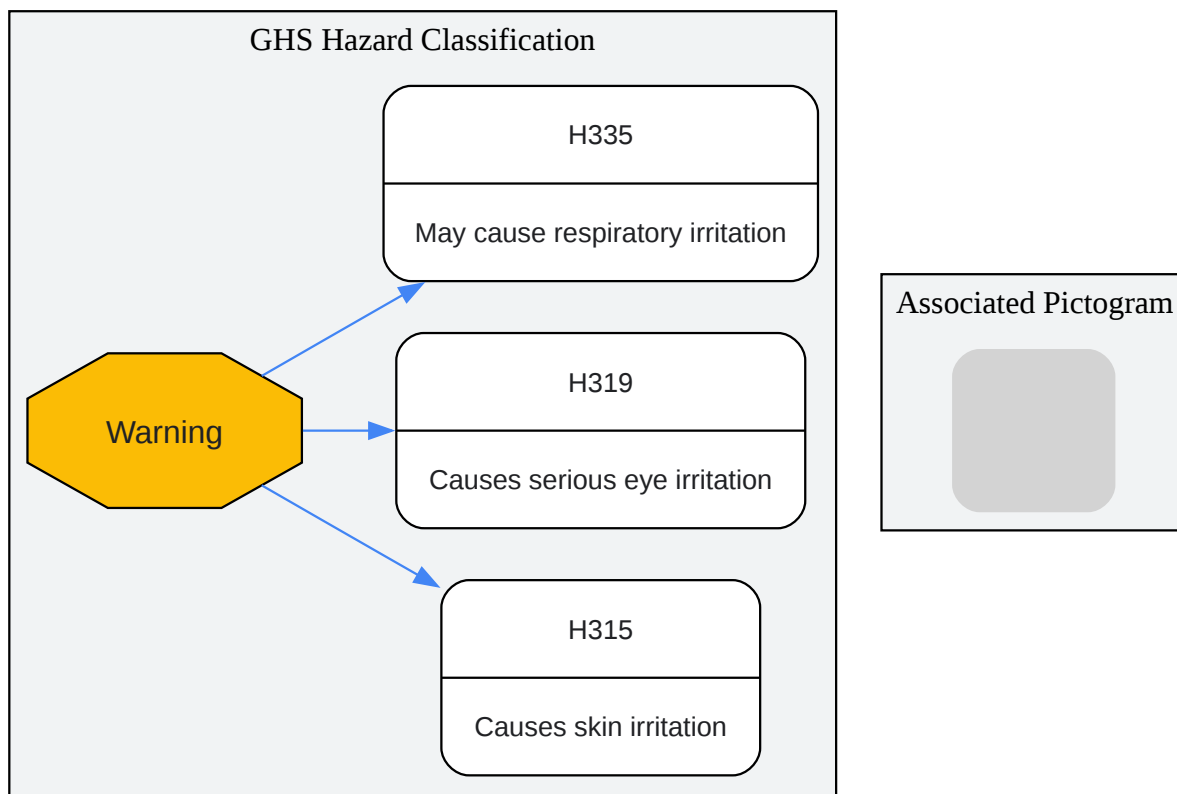 GHS Hazard Classification
H335
May cause respiratory irritation
Warning
H319
Causes serious eye irritation
H315
Causes skin irritation
Associated Pictogram